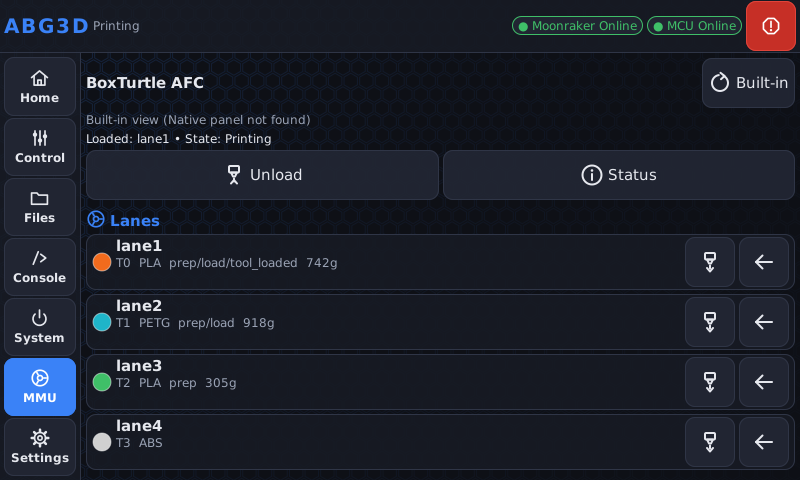 ABG3D Printing
Moonraker Online
MCU Online
Home
Control
Files
Console
System
MMU
Settings
BoxTurtle AFC
Built-in
Built-in view (Native panel not found)
Loaded: lane1 • State: Printing
Unload
Status
Lanes
lane1
T0 PLA prep/load/tool_loaded 742g
lane2
T1 PETG prep/load 918g
lane3
T2 PLA prep 305g
lane4
T3 ABS